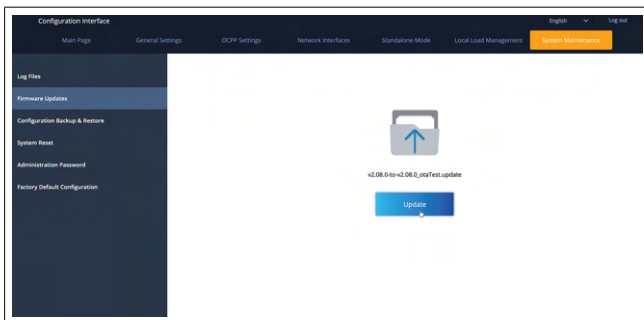 Configuration Interface
English
Log out
Main Page
General Settings
OCPP Settings
Network Interfaces
Standalone Mode
Local Load Management
System Maintenance
Log Files
Firmware Updates
Configuration Backup & Restore
System Reset
Administration Password
Factory Default Configuration
v2.08.0-to-v2.08.0_otaTest.update
Update